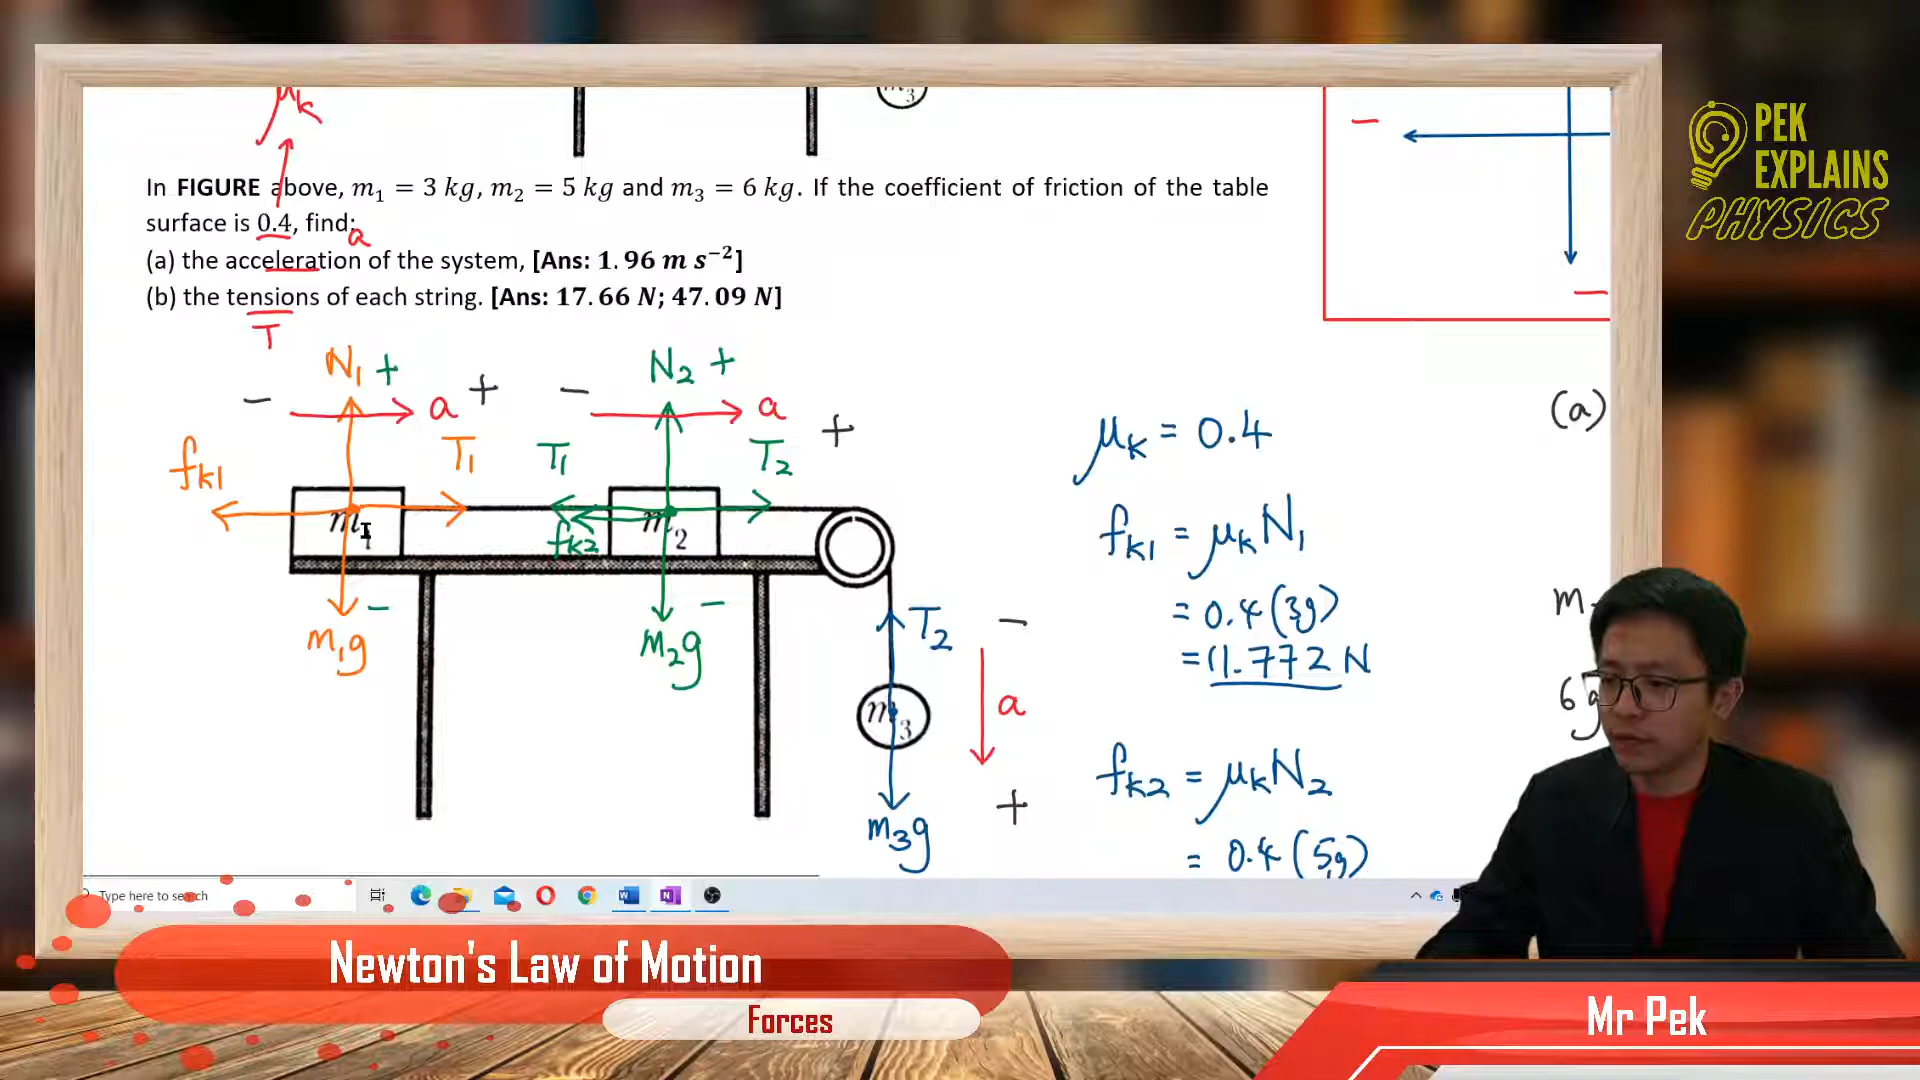 μk
3
In FIGURE above, m₁ = 3 kg, m₂ = 5 kg and m₃ = 6 kg. If the coefficient of friction of the table
surface is 0.4, find;
a
(a) the acceleration of the system, [Ans: 1.96 m s⁻²]
(b) the tensions of each string. [Ans: 17.66 N; 47.09 N]
T
−
−
PEK
EXPLAINS
PHYSICS
N₁ +
− a +
fk1 T₁
m₁
m₁g −
N₂ +
− a
T₁ T₂ +
fk2 m₂
m₂g −
T₂ −
m₃ a
m₃g +
μk = 0.4
fk1 = μkN₁
= 0.4 (3g)
= 11.772 N
fk2 = μkN₂
= 0.4 (5g)
(a)
m
6g
Type here to search
Newton's Law of Motion
Forces
Mr Pek